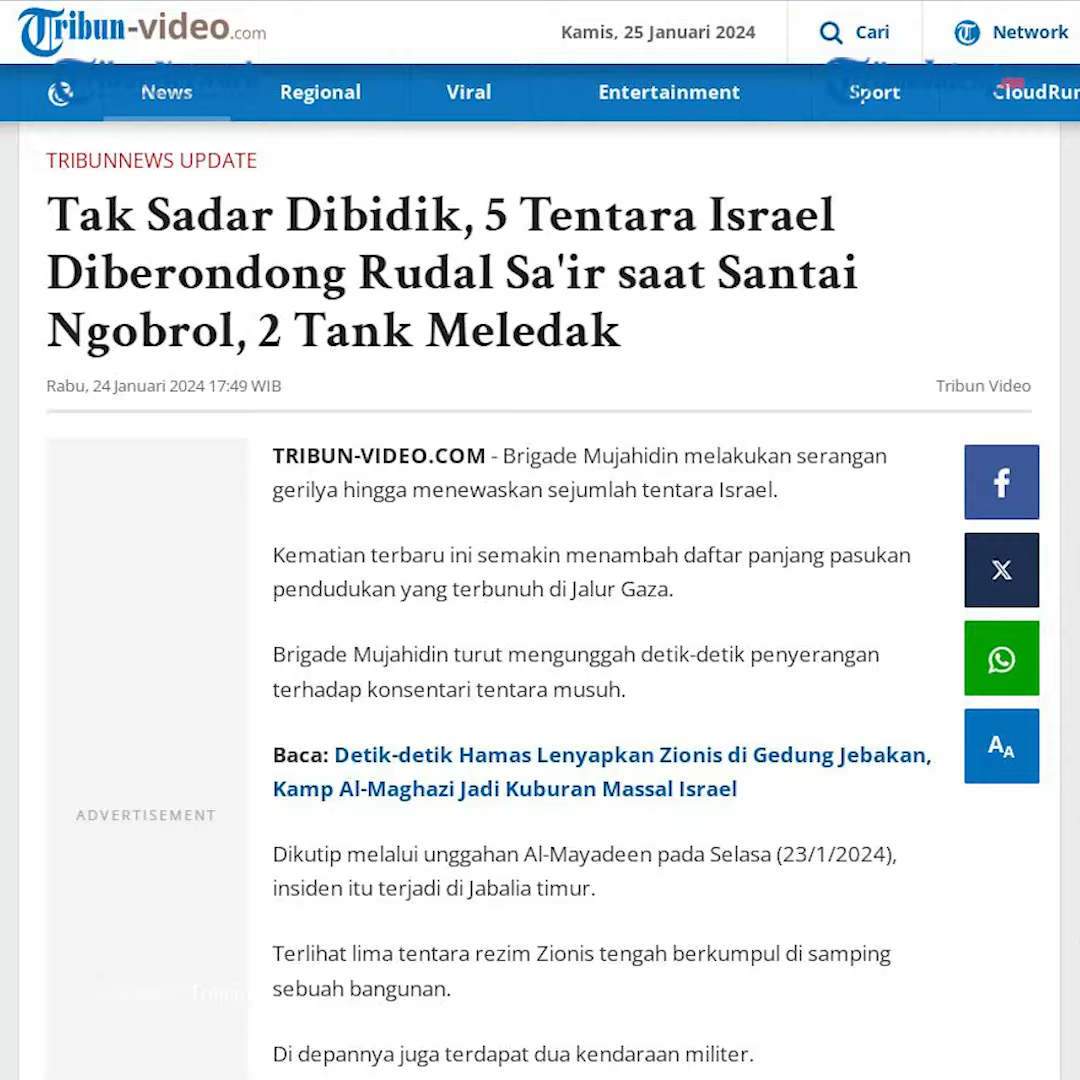 Tribun-video.com
Kamis, 25 Januari 2024
Cari
Network
News
Regional
Viral
Entertainment
Sport
CloudRun
TRIBUNNEWS UPDATE
Tak Sadar Dibidik, 5 Tentara Israel
Diberondong Rudal Sa'ir saat Santai
Ngobrol, 2 Tank Meledak
Rabu, 24 Januari 2024 17:49 WIB
Tribun Video
TRIBUN-VIDEO.COM - Brigade Mujahidin melakukan serangan
gerilya hingga menewaskan sejumlah tentara Israel.
Kematian terbaru ini semakin menambah daftar panjang pasukan
pendudukan yang terbunuh di Jalur Gaza.
Brigade Mujahidin turut mengunggah detik-detik penyerangan
terhadap konsentari tentara musuh.
Baca: Detik-detik Hamas Lenyapkan Zionis di Gedung Jebakan,
Kamp Al-Maghazi Jadi Kuburan Massal Israel
ADVERTISEMENT
Dikutip melalui unggahan Al-Mayadeen pada Selasa (23/1/2024),
insiden itu terjadi di Jabalia timur.
Terlihat lima tentara rezim Zionis tengah berkumpul di samping
sebuah bangunan.
Di depannya juga terdapat dua kendaraan militer.